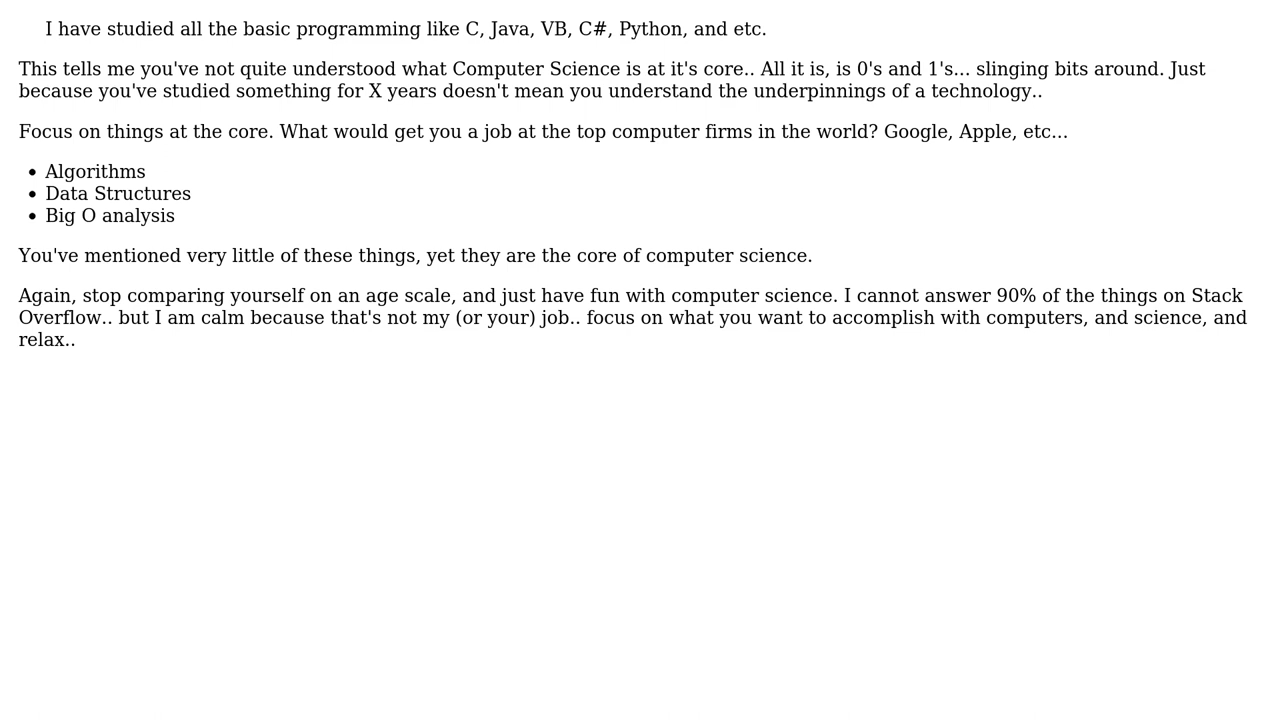 I have studied all the basic programming like C, Java, VB, C#, Python, and etc.
This tells me you've not quite understood what Computer Science is at it's core.. All it is, is 0's and 1's... slinging bits around. Just
because you've studied something for X years doesn't mean you understand the underpinnings of a technology..
Focus on things at the core. What would get you a job at the top computer firms in the world? Google, Apple, etc...
• Algorithms
• Data Structures
• Big O analysis
You've mentioned very little of these things, yet they are the core of computer science.
Again, stop comparing yourself on an age scale, and just have fun with computer science. I cannot answer 90% of the things on Stack
Overflow.. but I am calm because that's not my (or your) job.. focus on what you want to accomplish with computers, and science, and
relax..